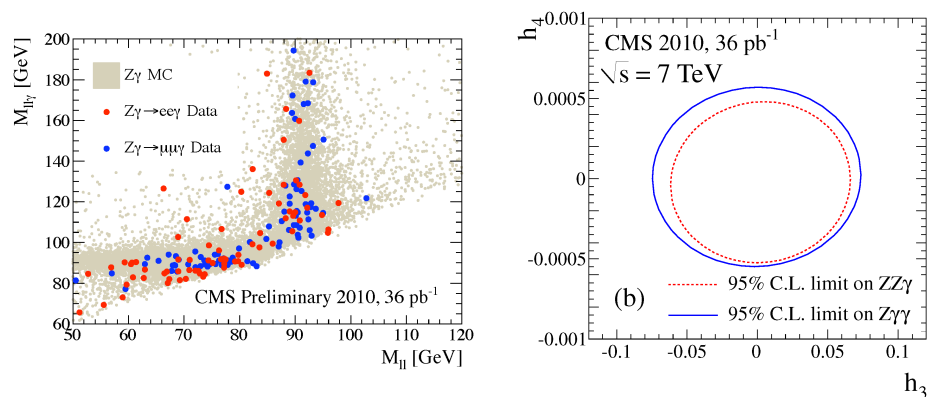 M_llγ [GeV]
200
180
160
140
120
100
80
60
Zγ MC
Zγ→eeγ Data
Zγ→μμγ Data
CMS Preliminary 2010, 36 pb⁻¹
50 60 70 80 90 100 110 120
M_ll [GeV]
h₄
0.001
0.0005
0
-0.0005
-0.001
CMS 2010, 36 pb⁻¹
√s = 7 TeV
(b)
95% C.L. limit on ZZγ
95% C.L. limit on Zγγ
-0.1 -0.05 0 0.05 0.1
h₃